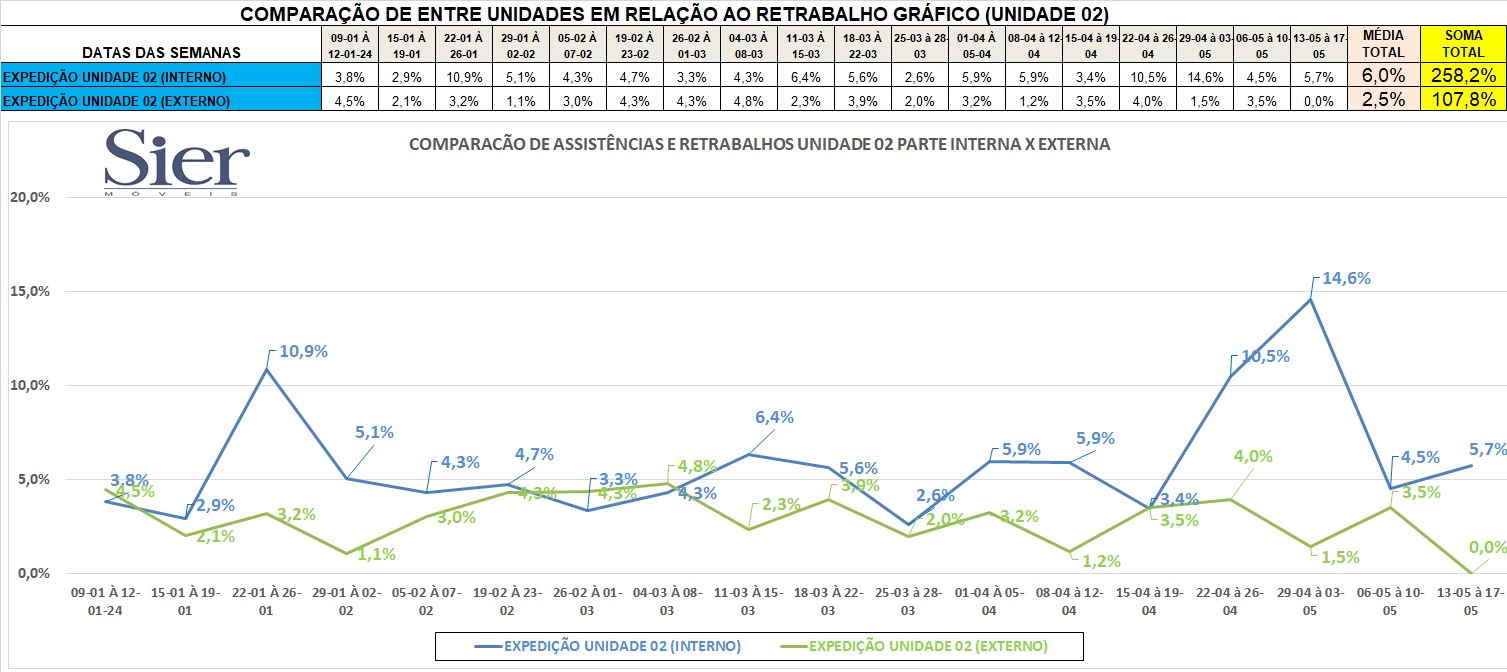 COMPARAÇÃO DE ENTRE UNIDADES EM RELAÇÃO AO RETRABALHO GRÁFICO (UNIDADE 02)
DATAS DAS SEMANAS 09-01 À 12-01-24 15-01 À 19-01 22-01 À 26-01 29-01 À 02-02 05-02 À 07-02 19-02 À 23-02 26-02 À 01-03 04-03 À 08-03 11-03 À 15-03 18-03 À 22-03 25-03 à 28-03 01-04 À 05-04 08-04 à 12-04 15-04 à 19-04 22-04 à 26-04 29-04 à 03-05 06-05 à 10-05 13-05 à 17-05 MÉDIA TOTAL SOMA TOTAL
EXPEDIÇÃO UNIDADE 02 (INTERNO) 3,8% 2,9% 10,9% 5,1% 4,3% 4,7% 3,3% 4,3% 6,4% 5,6% 2,6% 5,9% 5,9% 3,4% 10,5% 14,6% 4,5% 5,7% 6,0% 258,2%
EXPEDIÇÃO UNIDADE 02 (EXTERNO) 4,5% 2,1% 3,2% 1,1% 3,0% 4,3% 4,3% 4,8% 2,3% 3,9% 2,0% 3,2% 1,2% 3,5% 4,0% 1,5% 3,5% 0,0% 2,5% 107,8%
Sier
MÓVEIS
COMPARACÃO DE ASSISTÊNCIAS E RETRABALHOS UNIDADE 02 PARTE INTERNA X EXTERNA
20,0%
15,0%
10,0%
5,0%
0,0%
3,8% 2,9% 10,9% 5,1% 4,3% 4,7% 3,3% 4,3% 6,4% 5,6% 2,6% 5,9% 5,9% 3,4% 10,5% 14,6% 4,5% 5,7%
4,5% 2,1% 3,2% 1,1% 3,0% 4,3% 4,3% 4,8% 2,3% 3,9% 2,0% 3,2% 1,2% 3,5% 4,0% 1,5% 3,5% 0,0%
09-01 À 12-01-24 15-01 À 19-01 22-01 À 26-01 29-01 À 02-02 05-02 À 07-02 19-02 À 23-02 26-02 À 01-03 04-03 À 08-03 11-03 À 15-03 18-03 À 22-03 25-03 à 28-03 01-04 À 05-04 08-04 à 12-04 15-04 à 19-04 22-04 à 26-04 29-04 à 03-05 06-05 à 10-05 13-05 à 17-05
EXPEDIÇÃO UNIDADE 02 (INTERNO) EXPEDIÇÃO UNIDADE 02 (EXTERNO)